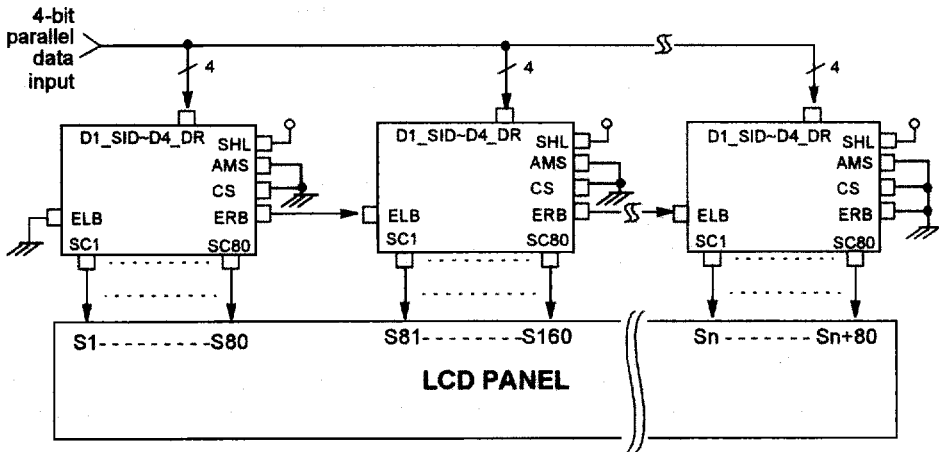 4-bit
parallel
data
input
4
4
4
D1_SID~D4_DR
SHL
AMS
CS
ERB
ELB
SC1
SC80
D1_SID~D4_DR
SHL
AMS
CS
ERB
ELB
SC1
SC80
D1_SID~D4_DR
SHL
AMS
CS
ERB
ELB
SC1
SC80
S1----------S80
S81---------S160
Sn-------Sn+80
LCD PANEL